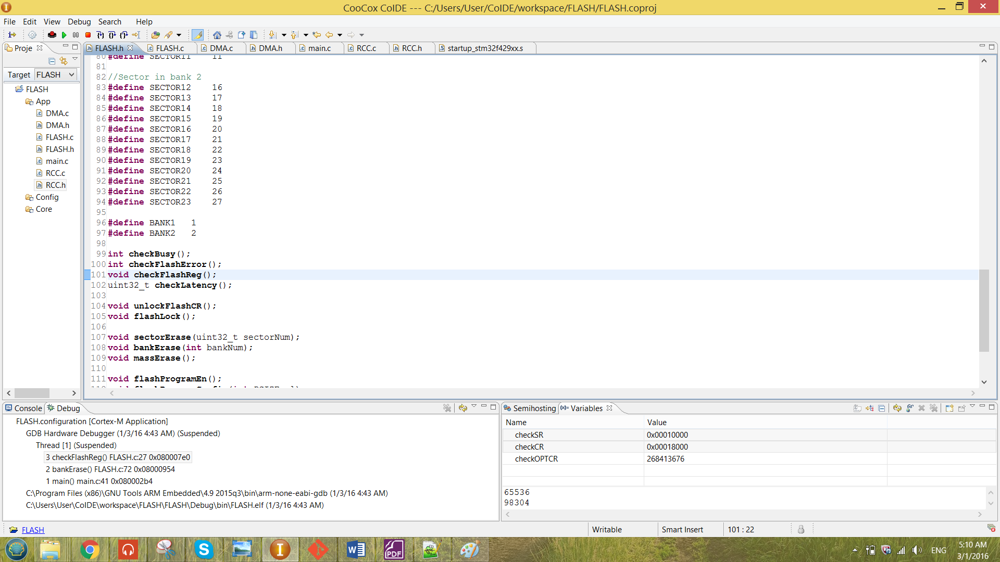 CooCox CoIDE --- C:/Users/User/CoIDE/workspace/FLASH/FLASH.coproj
File Edit View Debug Search Help
Proje
FLASH.h FLASH.c DMA.c DMA.h main.c RCC.c RCC.h startup_stm32f429xx.s
Target FLASH
FLASH
App
DMA.c
DMA.h
FLASH.c
FLASH.h
main.c
RCC.c
RCC.h
Config
Core
80 #define SECTOR11 11
81
82 //Sector in bank 2
83 #define SECTOR12 16
84 #define SECTOR13 17
85 #define SECTOR14 18
86 #define SECTOR15 19
87 #define SECTOR16 20
88 #define SECTOR17 21
89 #define SECTOR18 22
90 #define SECTOR19 23
91 #define SECTOR20 24
92 #define SECTOR21 25
93 #define SECTOR22 26
94 #define SECTOR23 27
95
96 #define BANK1 1
97 #define BANK2 2
98
99 int checkBusy();
100 int checkFlashError();
101 void checkFlashReg();
102 uint32_t checkLatency();
103
104 void unlockFlashCR();
105 void flashLock();
106
107 void sectorErase(uint32_t sectorNum);
108 void bankErase(int bankNum);
109 void massErase();
110
111 void flashProgramEn();
Console Debug
FLASH.configuration [Cortex-M Application]
GDB Hardware Debugger (1/3/16 4:43 AM) (Suspended)
Thread [1] (Suspended)
3 checkFlashReg() FLASH.c:27 0x080007e0
2 bankErase() FLASH.c:72 0x08000954
1 main() main.c:41 0x080002b4
C:\Program Files (x86)\GNU Tools ARM Embedded\4.9 2015q3\bin\arm-none-eabi-gdb (1/3/16 4:43 AM)
C:\Users\User\CoIDE\workspace\FLASH\FLASH\Debug\bin\FLASH.elf (1/3/16 4:43 AM)
Semihosting Variables
Name Value
checkSR 0x00010000
checkCR 0x00018000
checkOPTCR 268413676
65536
98304
FLASH
Writable Smart Insert 101 : 22
ENG
5:10 AM
3/1/2016